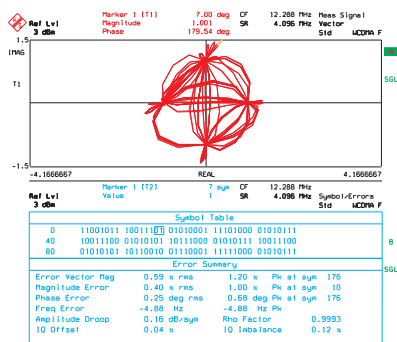 Marker 1 [T1] 7.00 deg CF 12.288 MHz Meas Signal
Ref Lvl Magnitude 1.001 SR 4.096 MHz Vector
3 dBm Phase 179.54 deg Std WCDMA F
1.5
IMAG
T1
SGL
-1.5
-4.1666667 REAL 4.1666667
Marker 1 [T2] 7 sym CF 12.288 MHz
Ref Lvl Value 1 SR 4.096 MHz Symbol/Errors
3 dBm Std WCDMA F
Symbol Table
0 11001011 10011101 01010001 11101000 01010111
40 10011100 01010101 10111000 01010111 10011100
80 01010101 10110010 01110001 11111000 01010111
B
Error Summary
SGL
Error Vector Mag 0.59 % rms 1.20 % Pk at sym 176
Magnitude Error 0.40 % rms 1.00 % Pk at sym 10
Phase Error 0.25 deg rms 0.68 deg Pk at sym 176
Freq Error -4.88 Hz -4.88 Hz Pk
Amplitude Droop 0.16 dB/sym Rho Factor 0.9993
IQ Offset 0.04 % IQ Imbalance 0.12 %